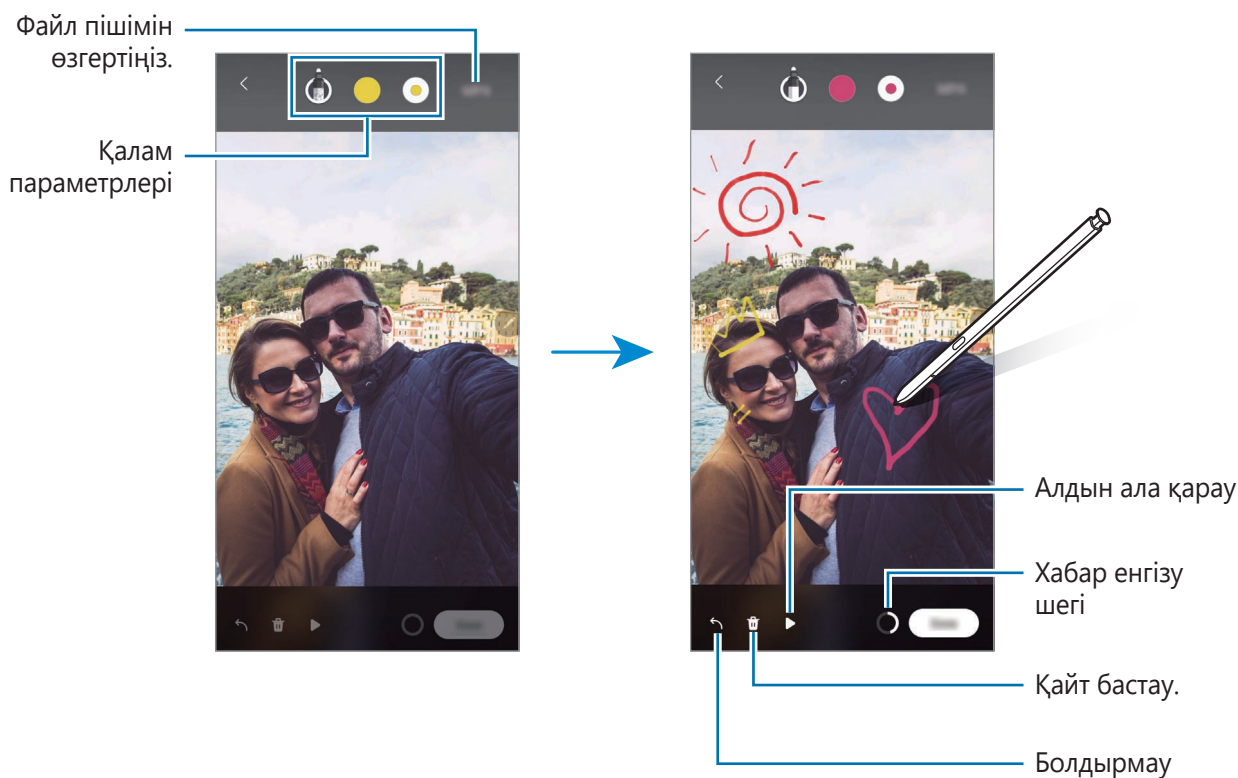 Файл пішімін
өзгертіңіз.
Қалам
параметрлері
Алдын ала қарау
Хабар енгізу
шегі
Қайт бастау.
Болдырмау